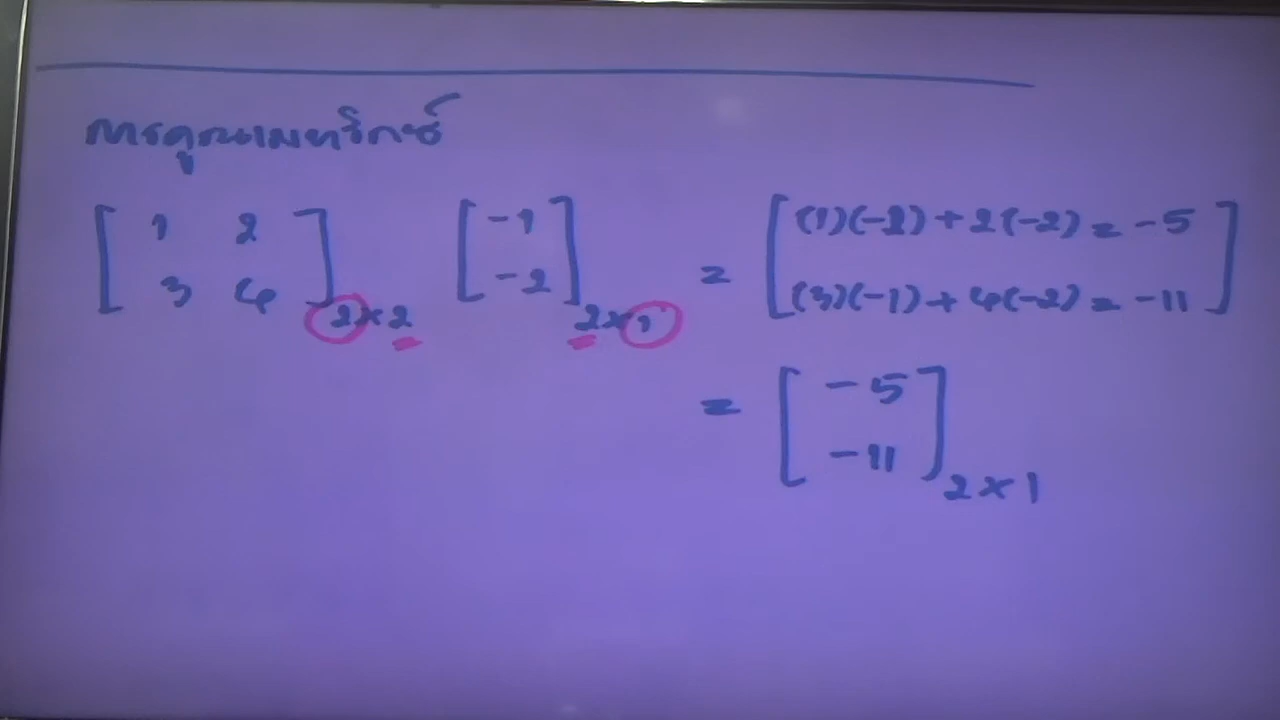 การคูณเมทริกซ์
[ 1 2 ] [ -1 ] = [ (1)(-2) + 2(-2) = -5 ]
[ 3 4 ]2×2 [ -2 ]2×1 [ (3)(-1) + 4(-2) = -11 ]
= [ -5 ]
[ -11 ]2×1